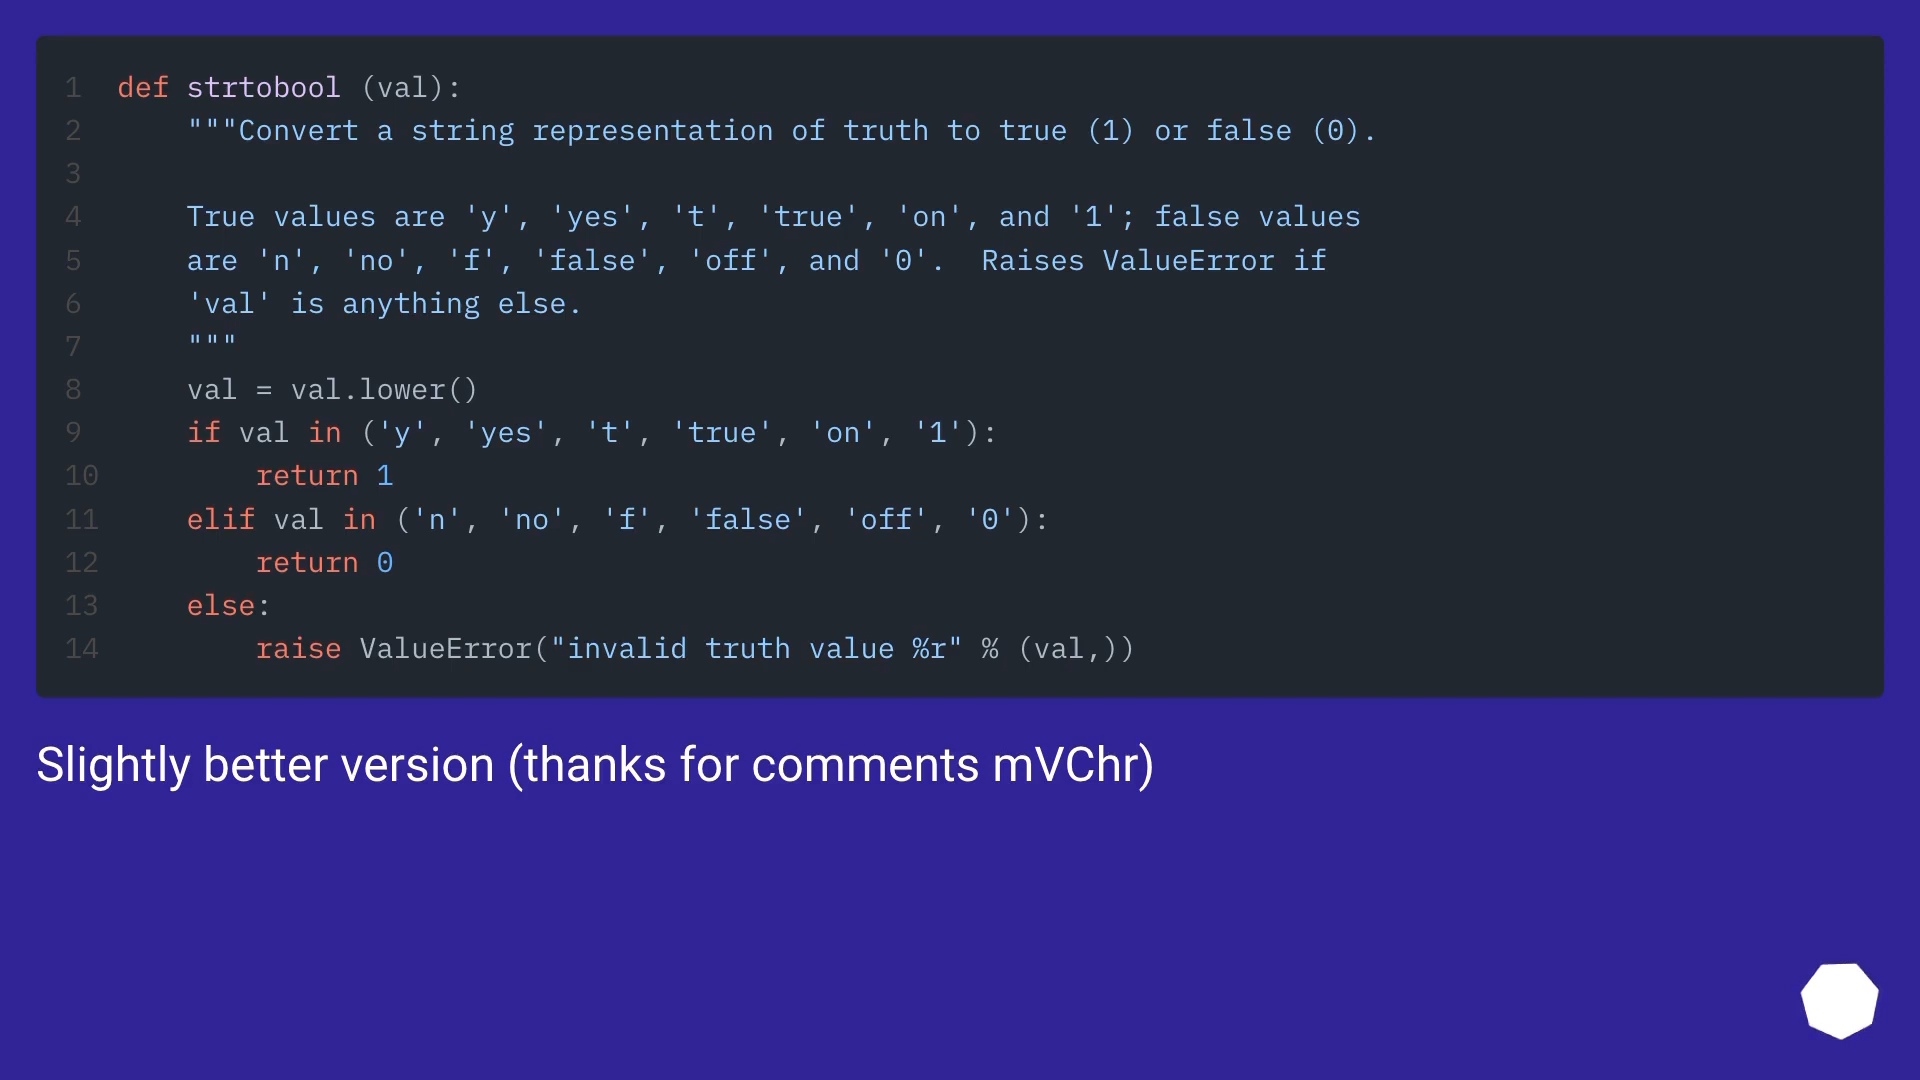 1 def strtobool (val):
2     """Convert a string representation of truth to true (1) or false (0).
3
4     True values are 'y', 'yes', 't', 'true', 'on', and '1'; false values
5     are 'n', 'no', 'f', 'false', 'off', and '0'.  Raises ValueError if
6     'val' is anything else.
7     """
8     val = val.lower()
9     if val in ('y', 'yes', 't', 'true', 'on', '1'):
10         return 1
11     elif val in ('n', 'no', 'f', 'false', 'off', '0'):
12         return 0
13     else:
14         raise ValueError("invalid truth value %r" % (val,))
Slightly better version (thanks for comments mVChr)